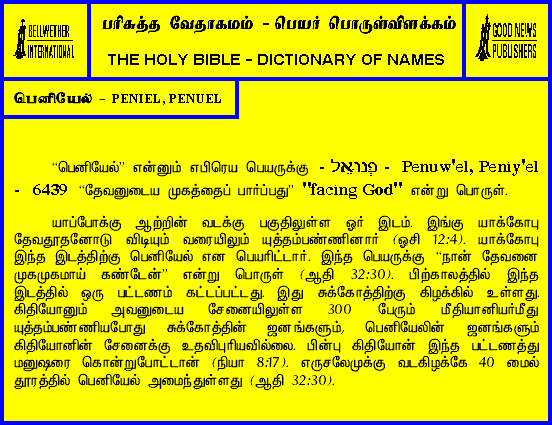 BELLWETHER
INTERNATIONAL
பரிசுத்த வேதாகமம் - பெயர் பொருள்விளக்கம்
THE HOLY BIBLE - DICTIONARY OF NAMES
GOOD NEWS
PUBLISHERS
பெனியேல் - PENIEL, PENUEL
“பெனியேல்” என்னும் எபிரெய பெயருக்கு - פְּנוּאֵל - Penuw'el, Peniy'el
- 6439 “தேவனுடைய முகத்தைப் பார்ப்பது” "facing God" என்று பொருள்.
யாப்போக்கு ஆற்றின் வடக்கு பகுதிலுள்ள ஓர் இடம். இங்கு யாக்கோபு
தேவதூதனோடு விடியும் வரையிலும் யுத்தம்பண்ணினார் (ஓசி 12:4). யாக்கோபு
இந்த இடத்திற்கு பெனியேல் என பெயரிட்டார். இந்த பெயருக்கு “நான் தேவனை
முகமுகமாய் கண்டேன்” என்று பொருள் (ஆதி 32:30). பிற்காலத்தில் இந்த
இடத்தில் ஒரு பட்டணம் கட்டப்பட்டது. இது சுக்கோத்திற்கு கிழக்கில் உள்ளது.
கிதியோனும் அவனுடைய சேனையிலுள்ள 300 பேரும் மீதியானியர்மீது
யுத்தம்பண்ணியபோது சுக்கோத்தின் ஜனங்களும், பெனியேலின் ஜனங்களும்
கிதியோனின் சேனைக்கு உதவிபுரியவில்லை. பின்பு கிதியோன் இந்த பட்டணத்து
மனுஷரை கொன்றுபோட்டான் (நியா 8:17). எருசலேமுக்கு வடகிழக்கே 40 மைல்
தூரத்தில் பெனியேல் அமைந்துள்ளது (ஆதி 32:30).